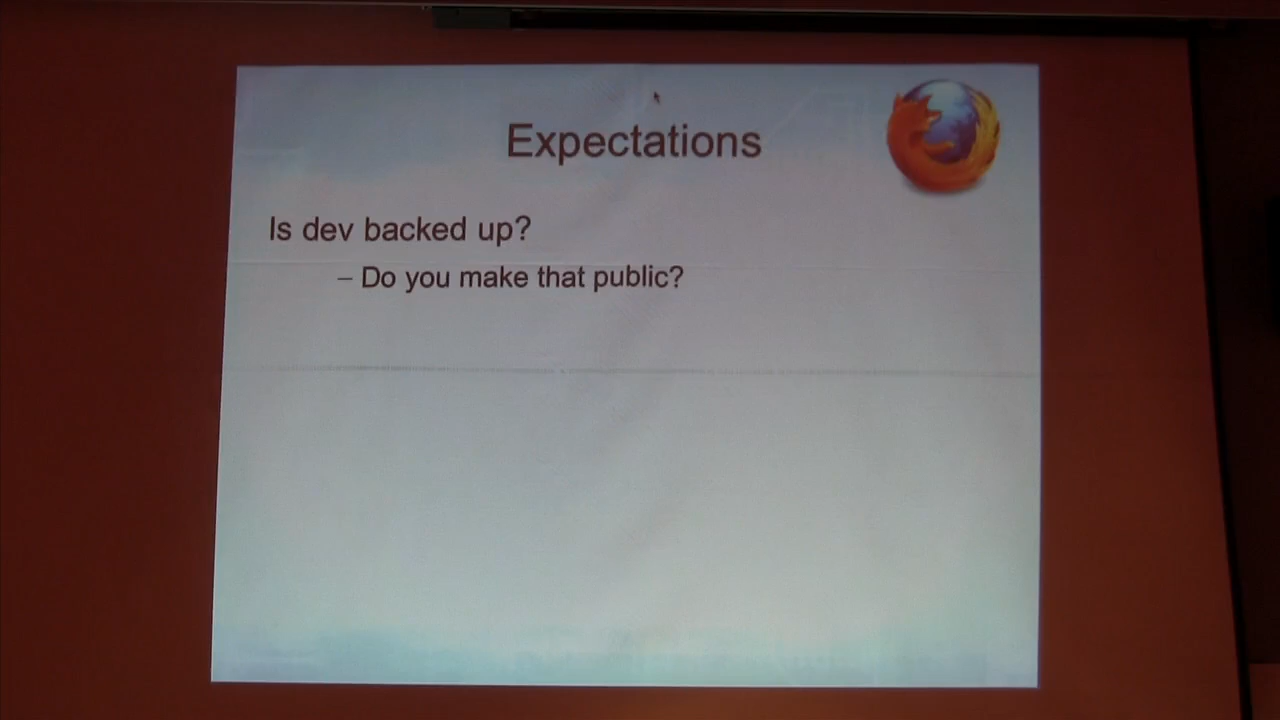 Expectations
Is dev backed up?
– Do you make that public?